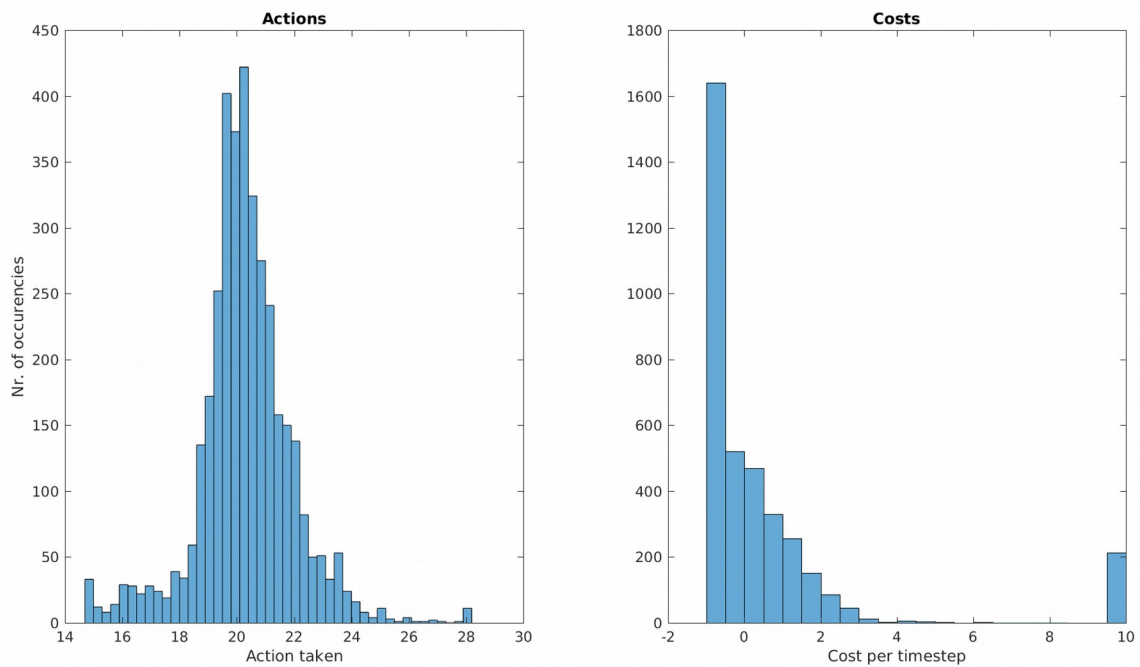 Actions
450
400
350
300
250
200
150
100
50
0
Nr. of occurencies
14 16 18 20 22 24 26 28 30
Action taken
Costs
1800
1600
1400
1200
1000
800
600
400
200
0
-2 0 2 4 6 8 10
Cost per timestep